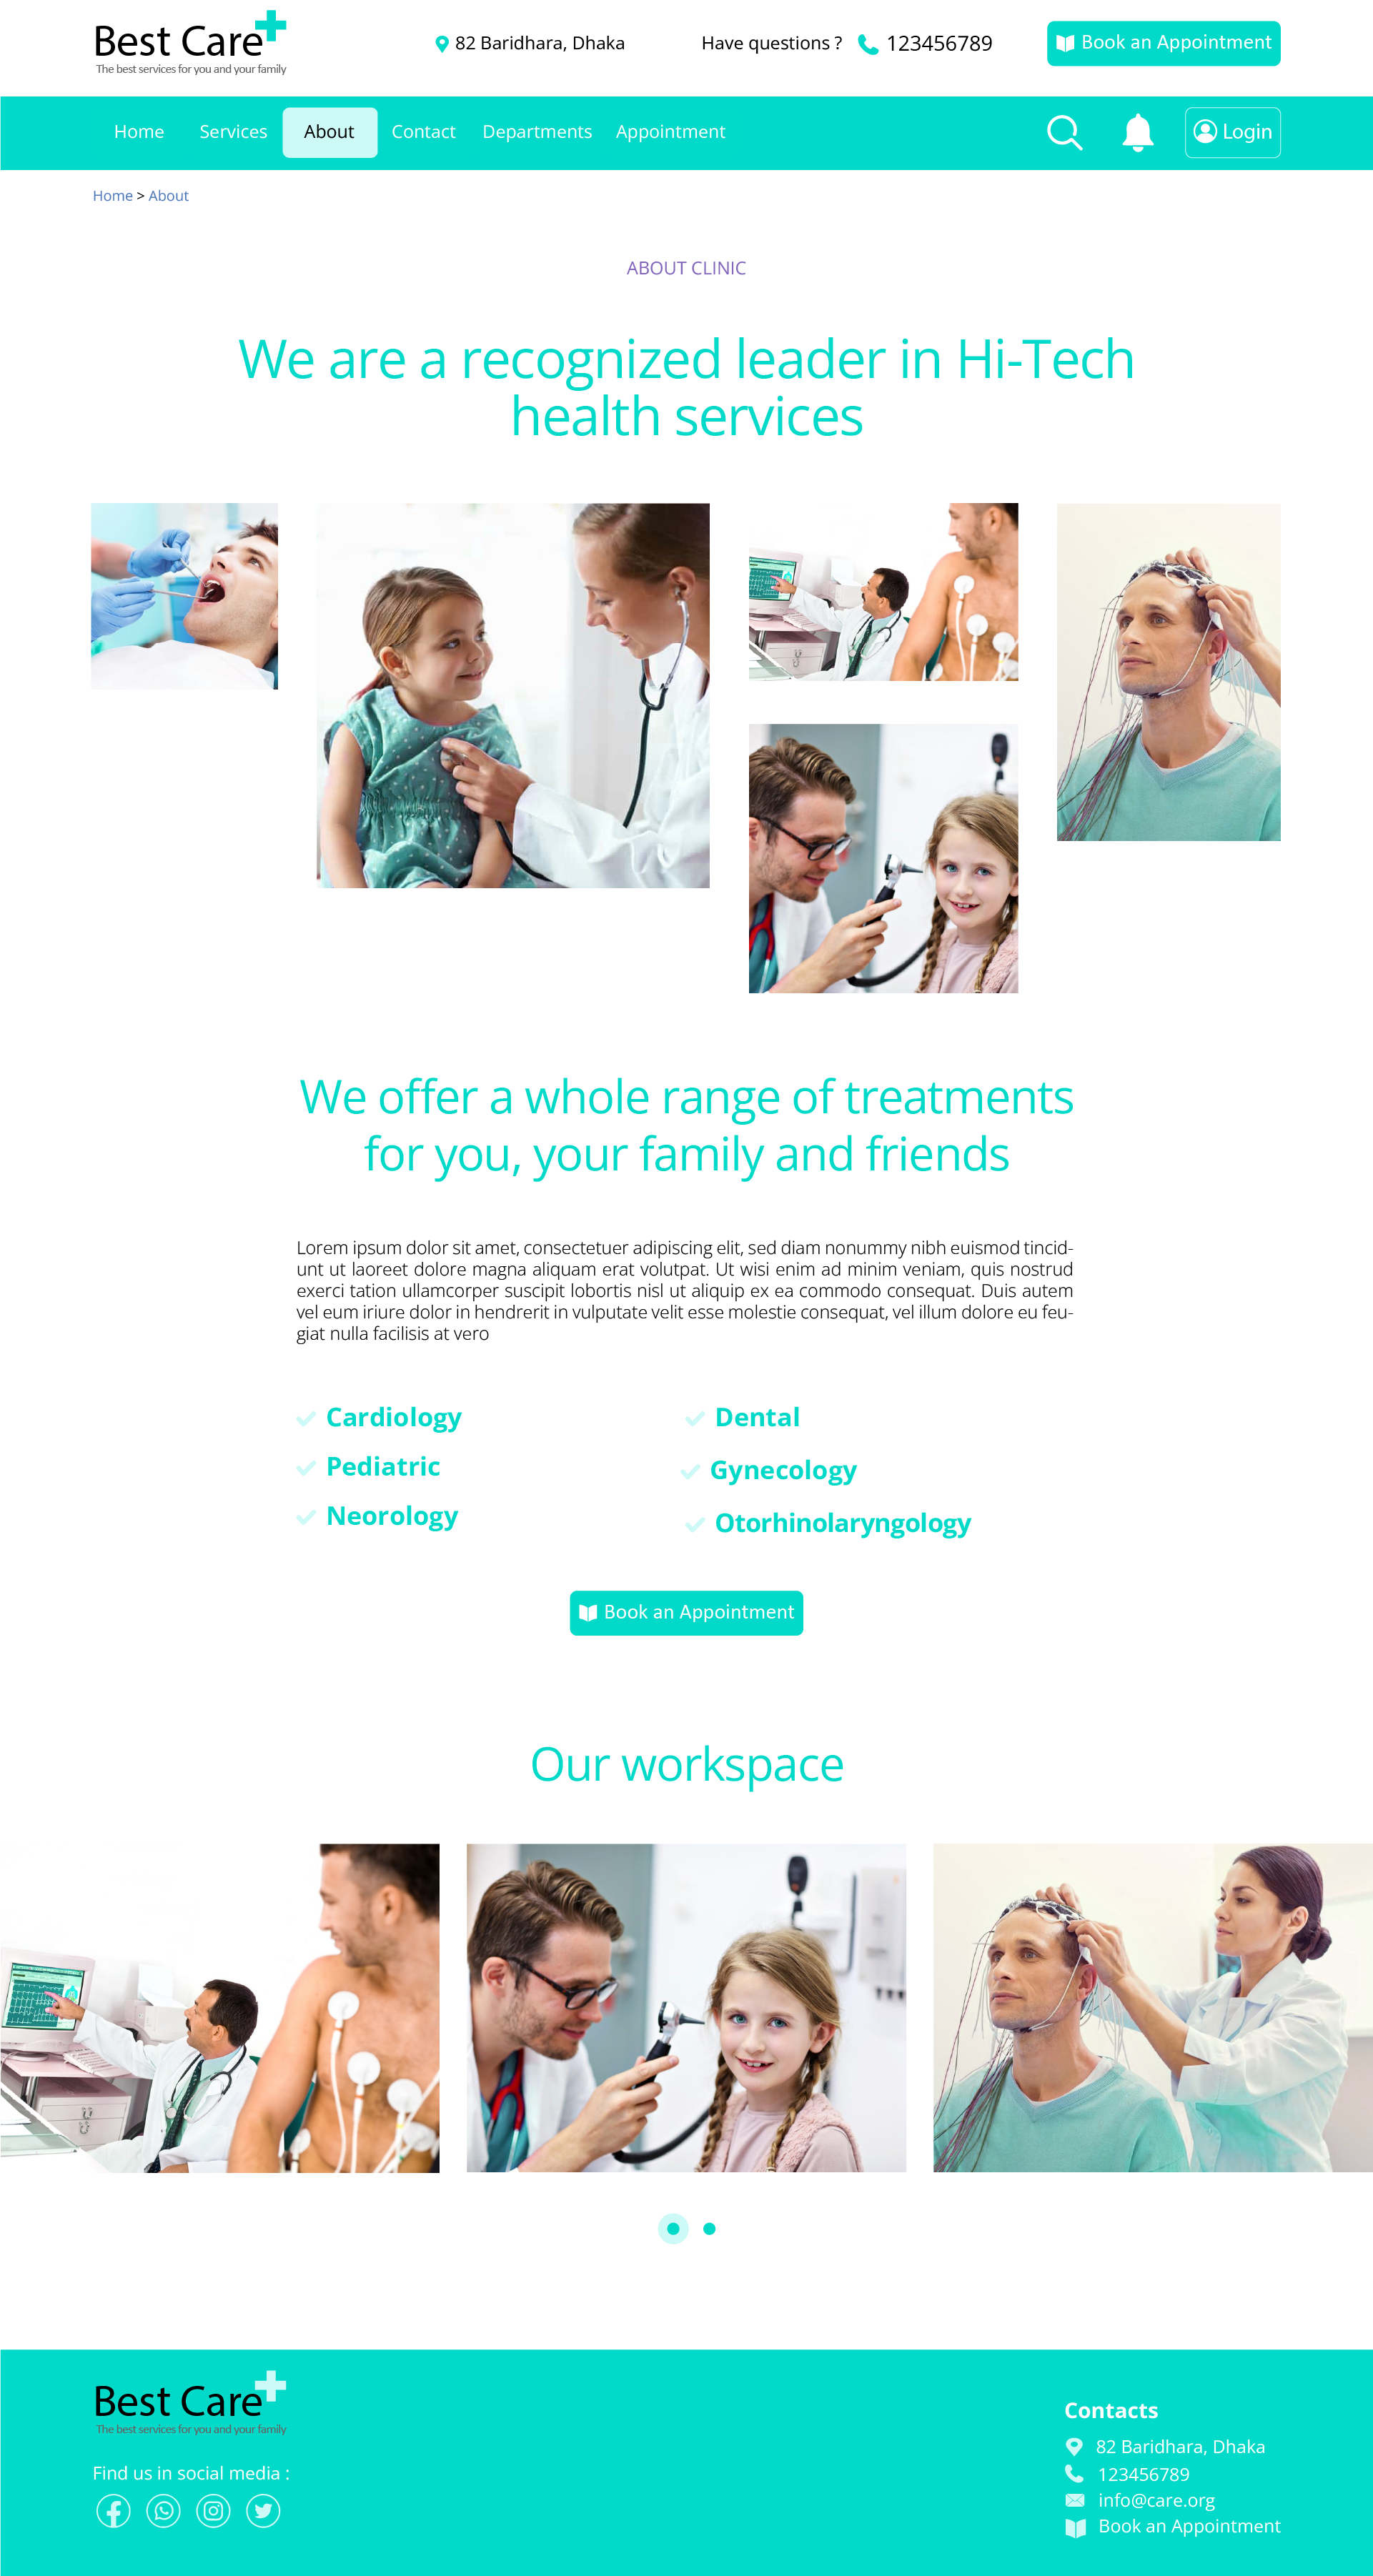 Best Care
The best services for you and your family
82 Baridhara, Dhaka
Have questions ?
123456789
Book an Appointment
Home
Services
About
Contact
Departments
Appointment
Login
Home > About
ABOUT CLINIC
We are a recognized leader in Hi-Tech
health services
We offer a whole range of treatments
for you, your family and friends
Lorem ipsum dolor sit amet, consectetuer adipiscing elit, sed diam nonummy nibh euismod tincid-
unt ut laoreet dolore magna aliquam erat volutpat. Ut wisi enim ad minim veniam, quis nostrud
exerci tation ullamcorper suscipit lobortis nisl ut aliquip ex ea commodo consequat. Duis autem
vel eum iriure dolor in hendrerit in vulputate velit esse molestie consequat, vel illum dolore eu feu-
giat nulla facilisis at vero
Cardiology
Pediatric
Neorology
Dental
Gynecology
Otorhinolaryngology
Book an Appointment
Our workspace
Best Care
The best services for you and your family
Find us in social media :
Contacts
82 Baridhara, Dhaka
123456789
info@care.org
Book an Appointment